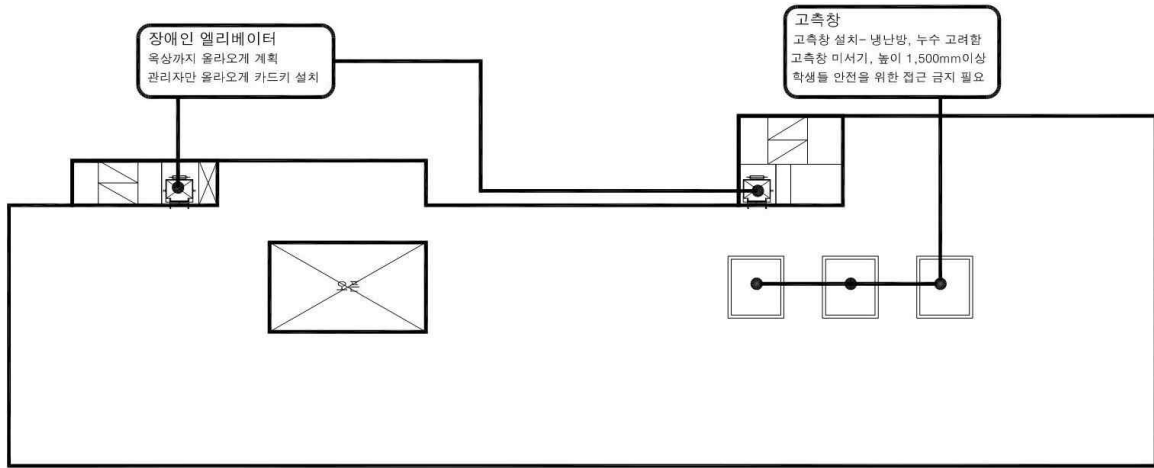 장애인 엘리베이터
옥상까지 올라오게 계획
관리자만 올라오게 카드키 설치
고측창
고측창 설치- 냉난방, 누수 고려함
고측창 미서기, 높이 1,500mm이상
학생들 안전을 위한 접근 금지 필요
오픈